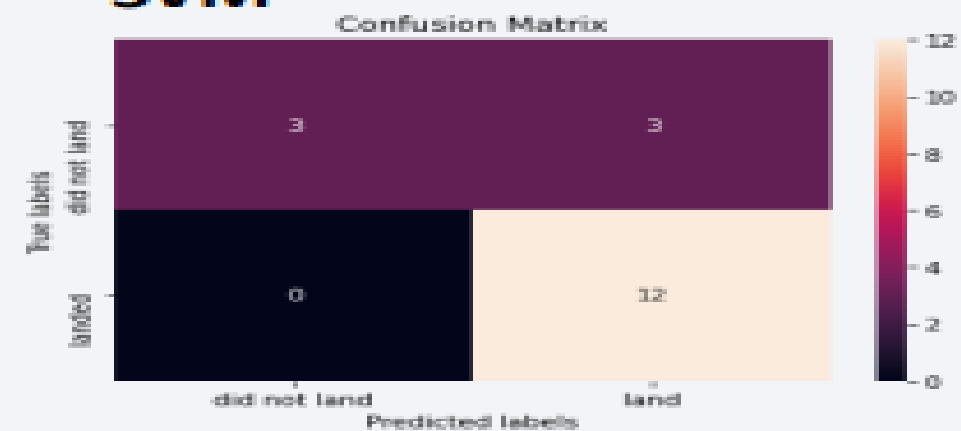 Confusion Matrix
12
10
8
6
4
2
0
True labels
did not land
landed
3 3
0 12
did not land land
Predicted labels